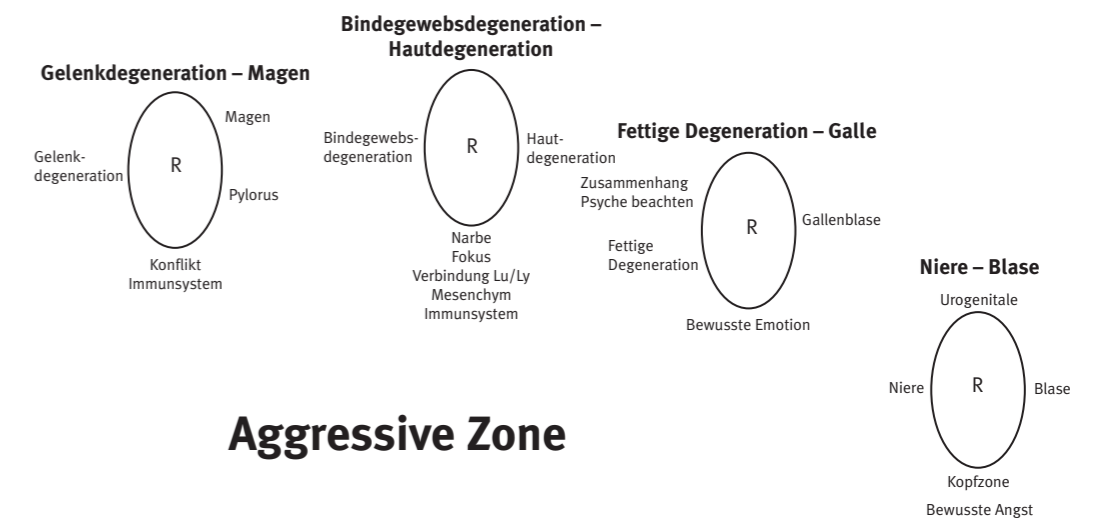 Gelenkdegeneration – Magen
Magen
Gelenk-
degeneration
R
Pylorus
Konflikt
Immunsystem
Bindegewebsdegeneration –
Hautdegeneration
Bindegewebs-
degeneration
R
Haut-
degeneration
Narbe
Fokus
Verbindung Lu/Ly
Mesenchym
Immunsystem
Fettige Degeneration – Galle
Zusammenhang
Psyche beachten
R
Gallenblase
Fettige
Degeneration
Bewusste Emotion
Niere – Blase
Urogenitale
Niere
R
Blase
Kopfzone
Bewusste Angst
Aggressive Zone